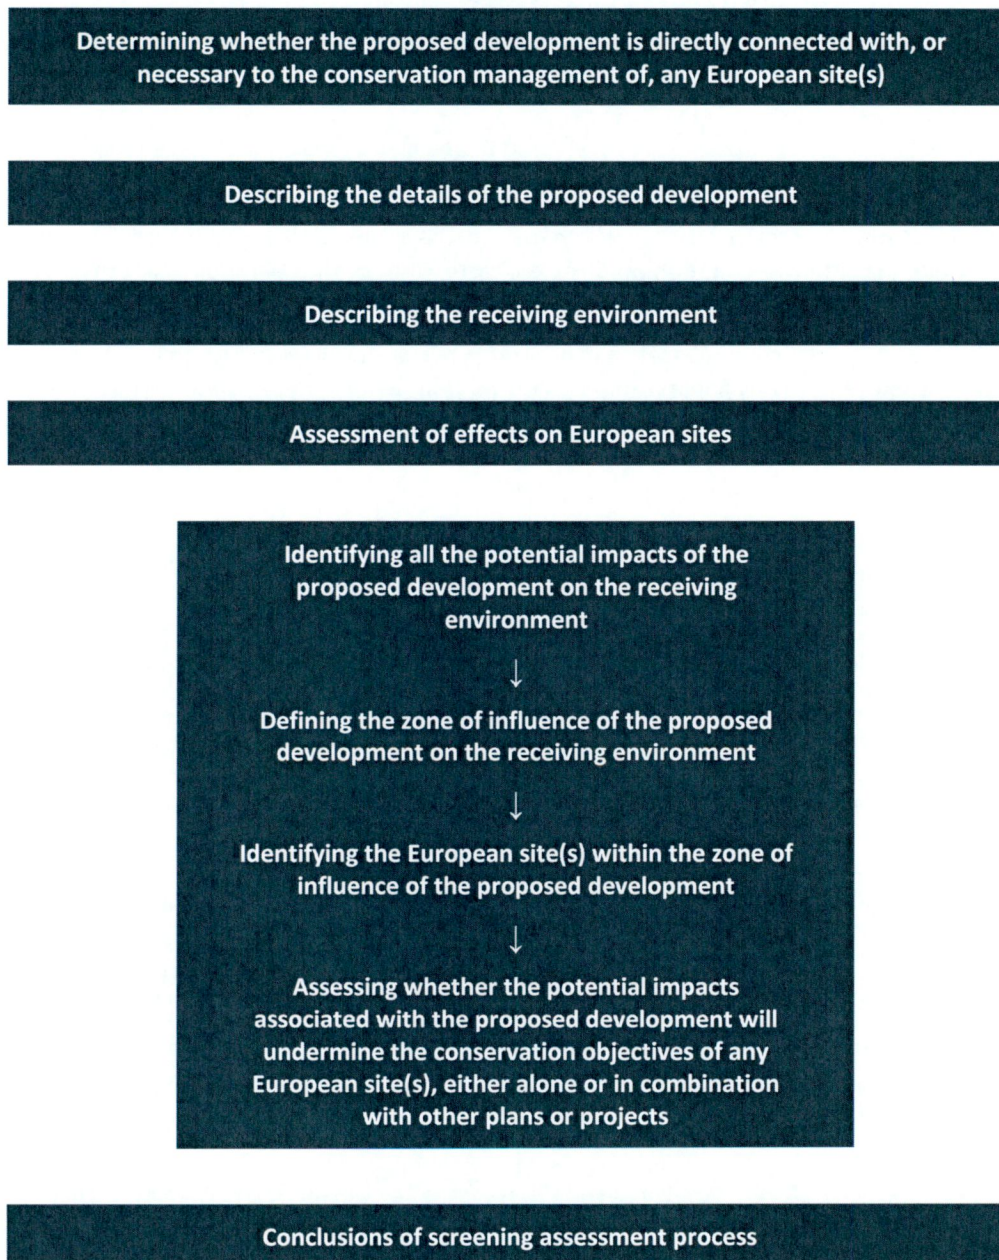 Determining whether the proposed development is directly connected with, or
necessary to the conservation management of, any European site(s)
Describing the details of the proposed development
Describing the receiving environment
Assessment of effects on European sites
Identifying all the potential impacts of the
proposed development on the receiving
environment
↓
Defining the zone of influence of the proposed
development on the receiving environment
↓
Identifying the European site(s) within the zone of
influence of the proposed development
↓
Assessing whether the potential impacts
associated with the proposed development will
undermine the conservation objectives of any
European site(s), either alone or in combination
with other plans or projects
Conclusions of screening assessment process